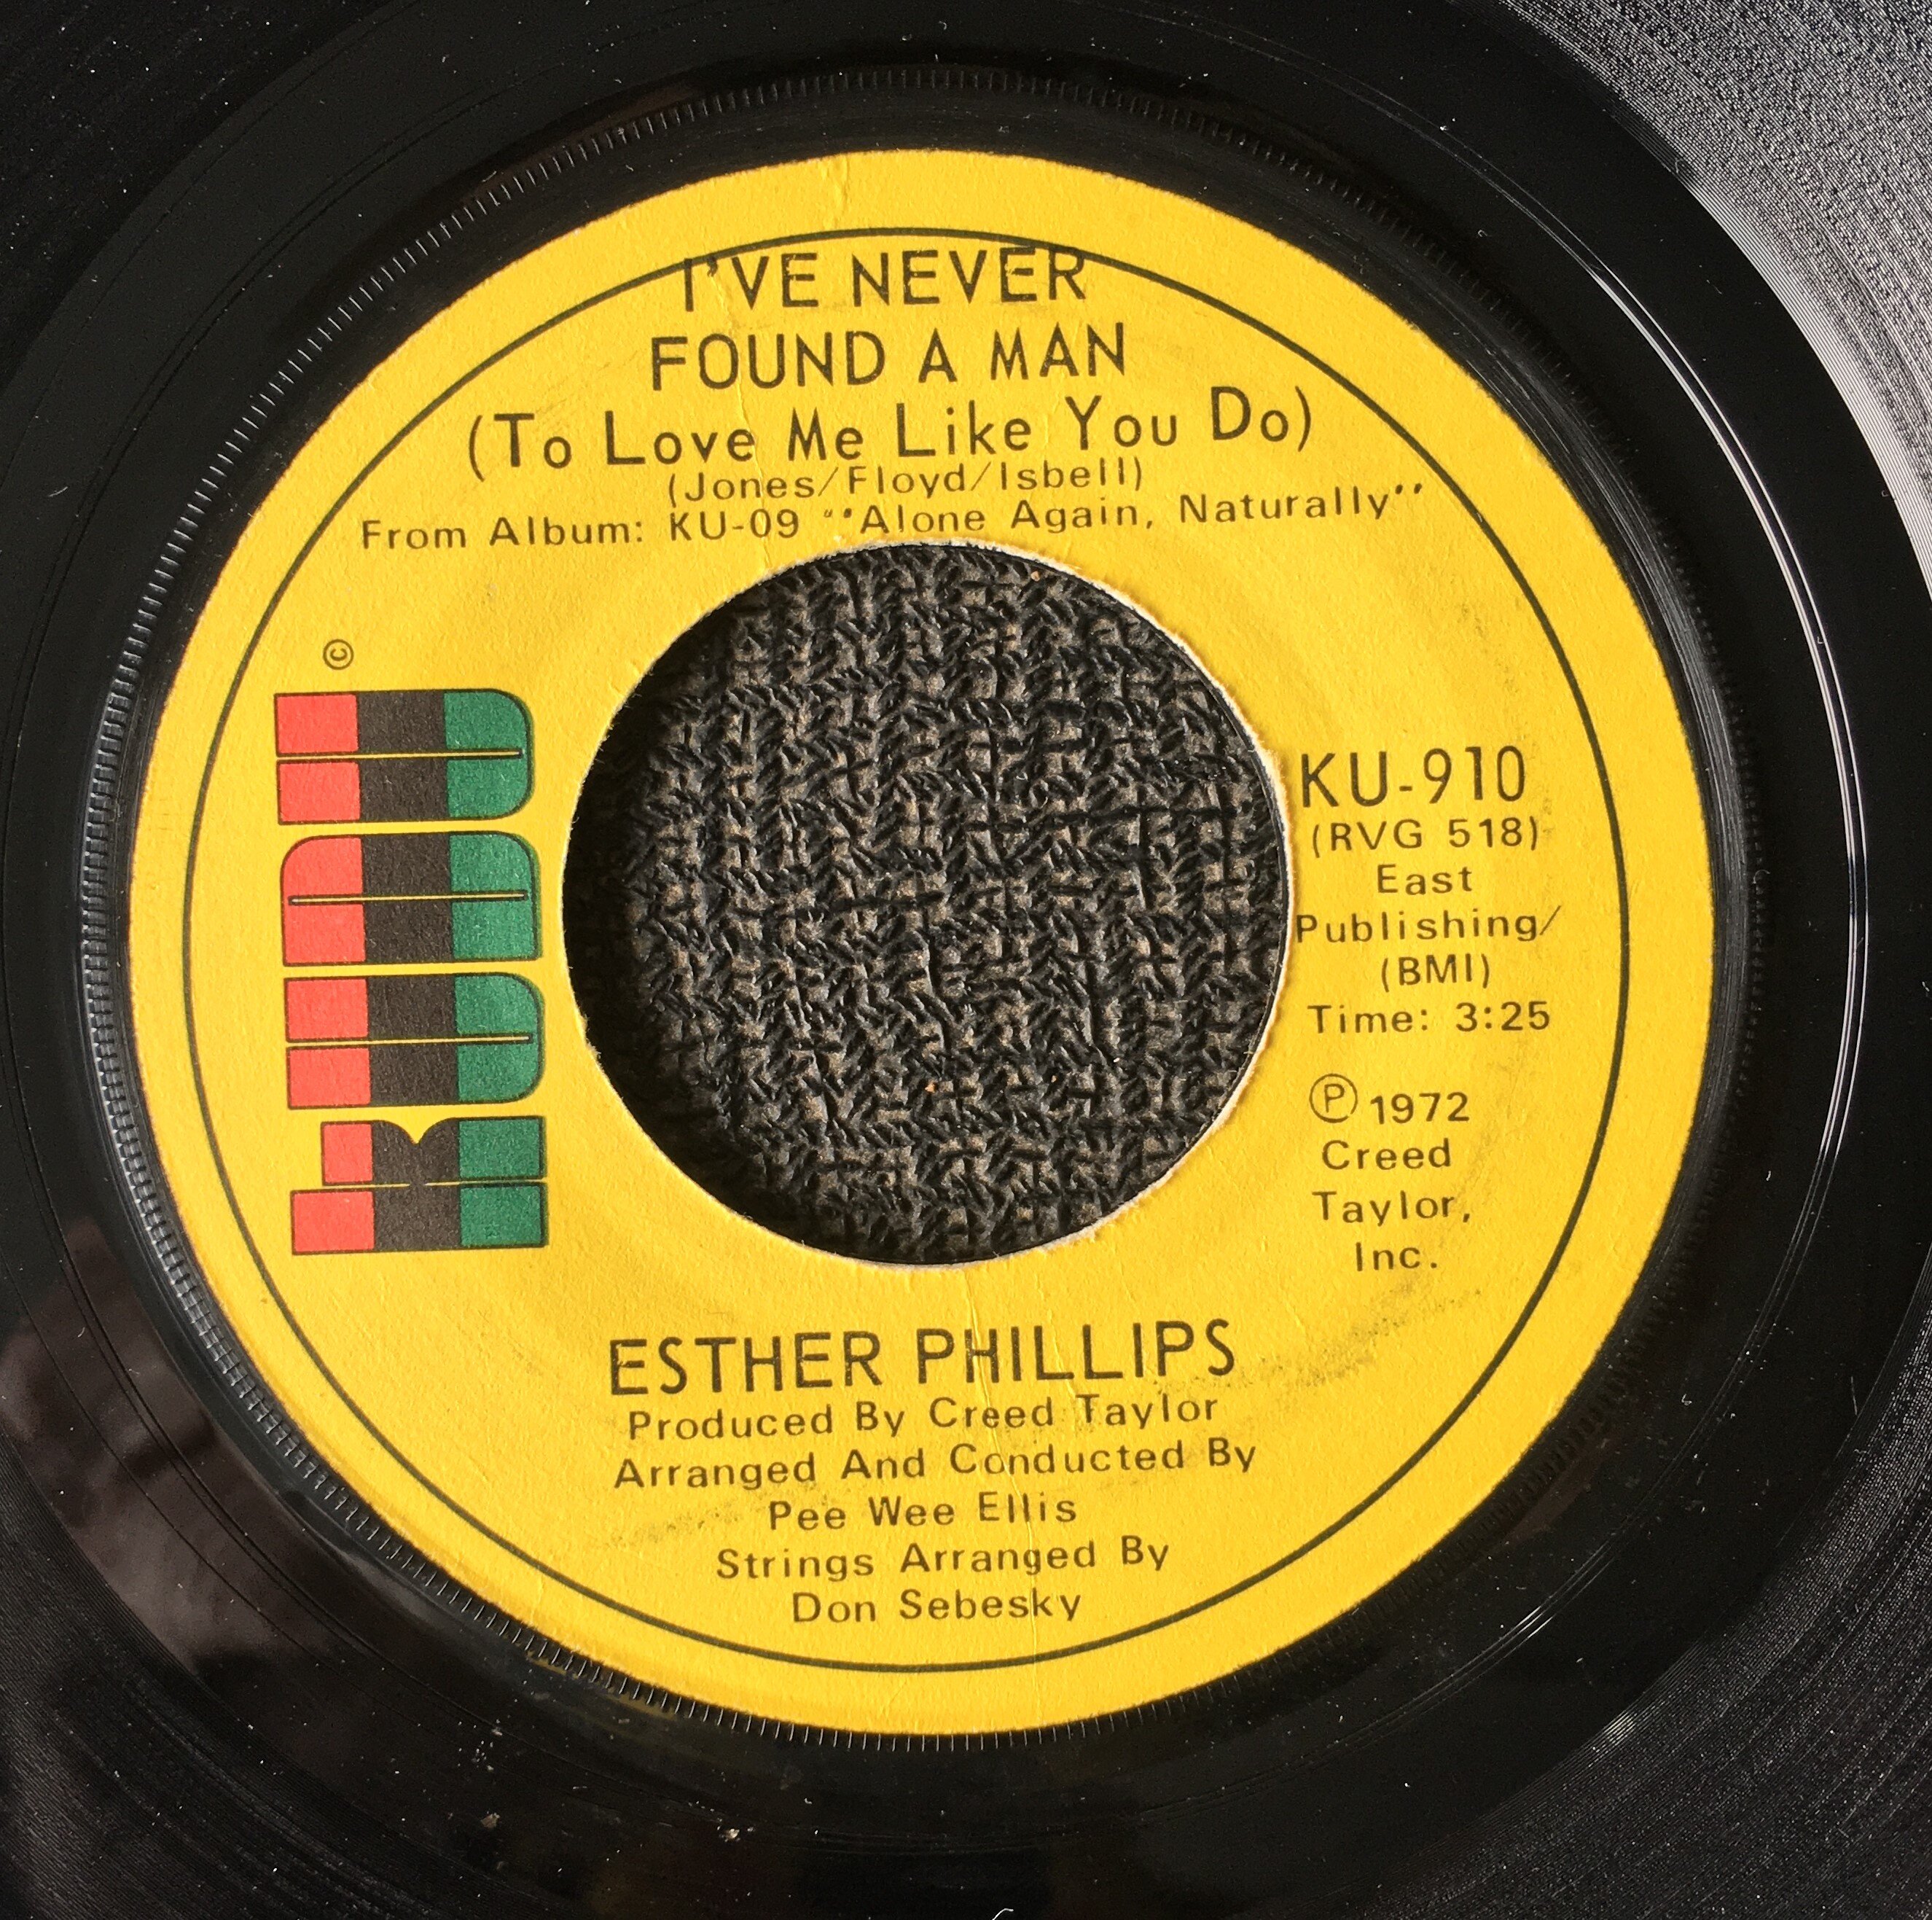 I'VE NEVER
FOUND A MAN
(To Love Me Like You Do)
(Jones/Floyd/Isbell)
From Album: KU-09 "Alone Again, Naturally"
©
KUDU
KU-910
(RVG 518)
East
Publishing/
(BMI)
Time: 3:25
℗ 1972
Creed
Taylor,
Inc.
ESTHER PHILLIPS
Produced By Creed Taylor
Arranged And Conducted By
Pee Wee Ellis
Strings Arranged By
Don Sebesky